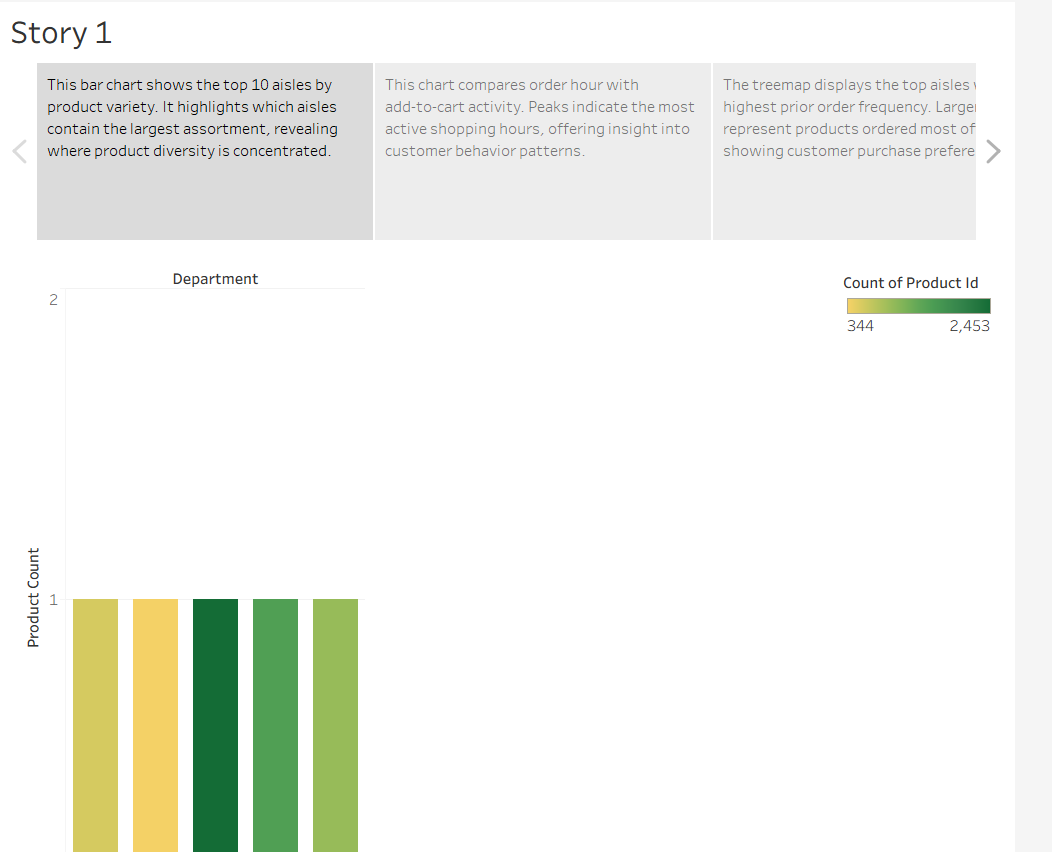 Story 1
This bar chart shows the top 10 aisles by
product variety. It highlights which aisles
contain the largest assortment, revealing
where product diversity is concentrated.
This chart compares order hour with
add-to-cart activity. Peaks indicate the most
active shopping hours, offering insight into
customer behavior patterns.
The treemap displays the top aisles
highest prior order frequency. Larger
represent products ordered most of
showing customer purchase prefere
Department
Count of Product Id
344 2,453
2
Product Count
1